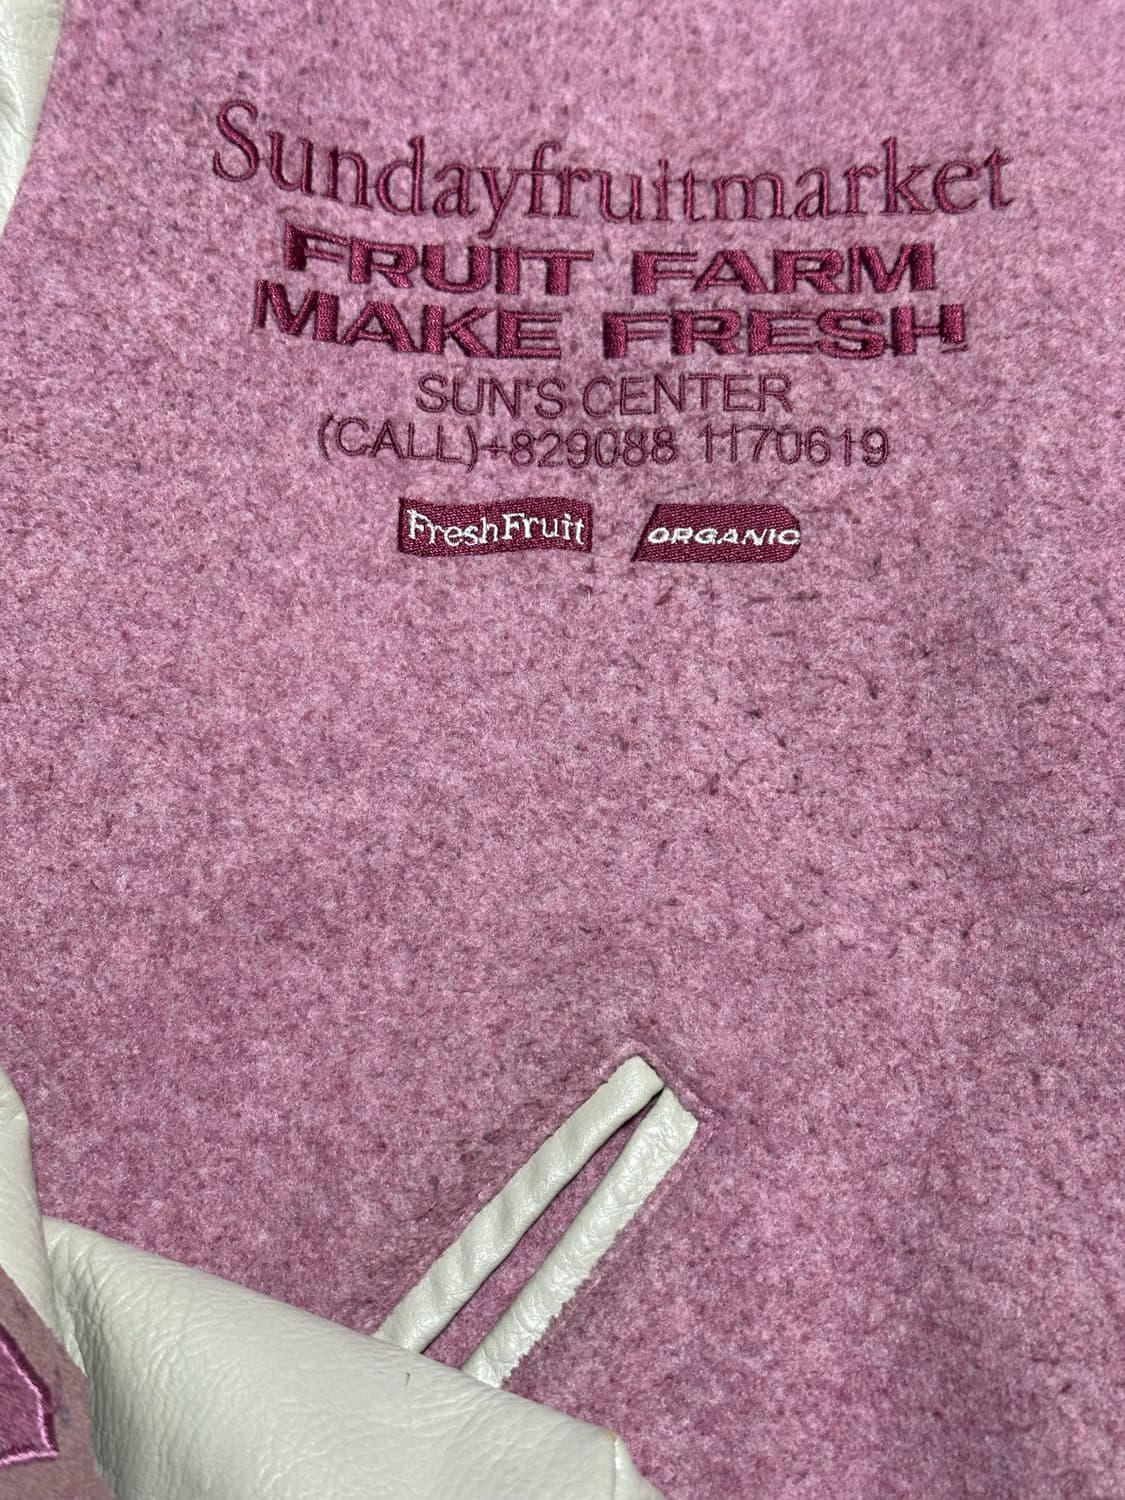 Sundayfruitmarket
FRUIT FARM
MAKE FRESH
SUN'S CENTER
(CALL)+829088 1170619
FreshFruit
ORGANIC